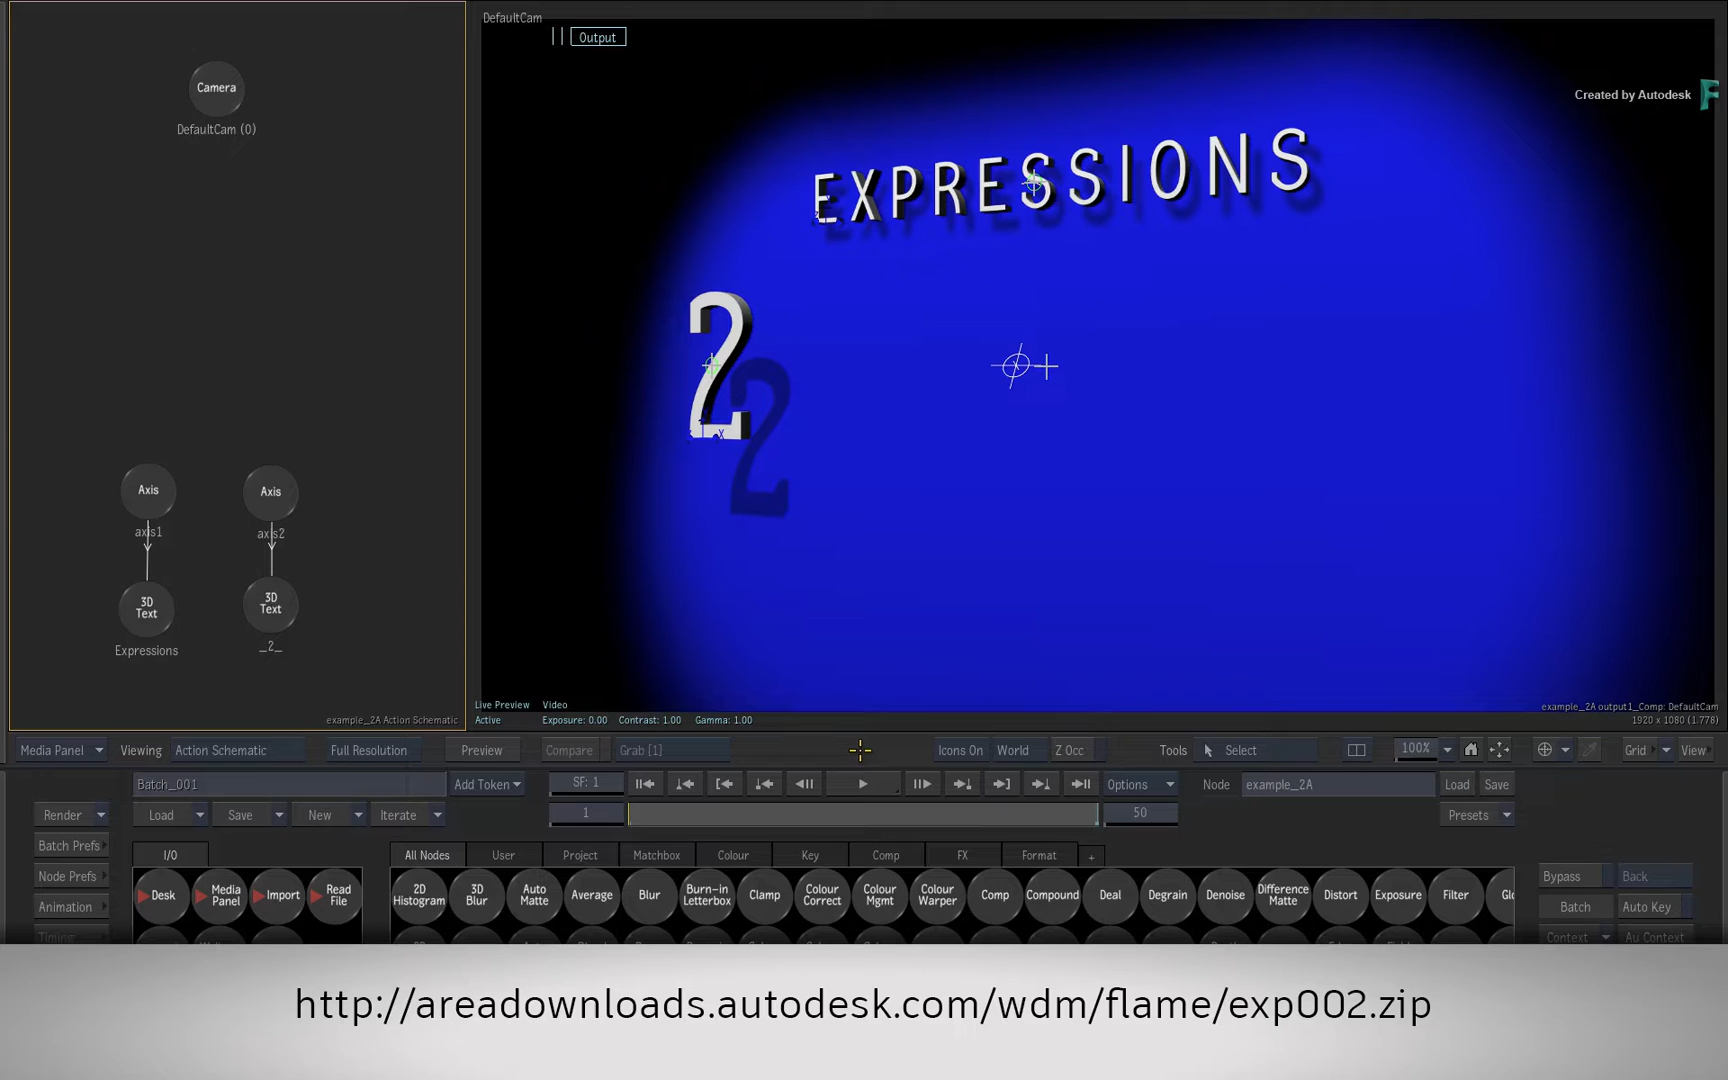 DefaultCam
Output
Camera
DefaultCam (0)
Created by Autodesk
EXPRESSIONS
2
Axis
Axis
axis1
axis2
3D
Text
3D
Text
Expressions
_2_
example_2A Action Schematic
Live Preview Video
Active Exposure: 0.00 Contrast: 1.00 Gamma: 1.00
example_2A output1_Comp: DefaultCam
1920 x 1080 (1.778)
Media Panel Viewing Action Schematic Full Resolution Preview Compare Grab [1] Icons On World Z Occ Tools Select 100% Grid View
Batch_001 Add Token SF: 1 Options Node example_2A Load Save
Render Load Save New Iterate 1 50 Presets
Batch Prefs
I/O All Nodes User Project Matchbox Colour Key Comp FX Format +
Node Prefs Bypass Back
Desk Media Panel Import Read File 2D Histogram 3D Blur Auto Matte Average Blur Burn-in Letterbox Clamp Colour Correct Colour Mgmt Colour Warper Comp Compound Deal Degrain Denoise Difference Matte Distort Exposure Filter
Animation Batch Auto Key
Timing Context Au Context
http://areadownloads.autodesk.com/wdm/flame/exp002.zip